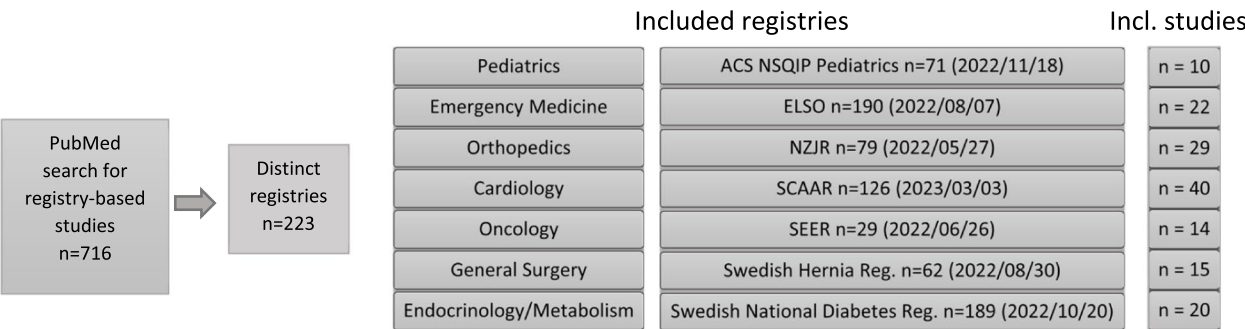 Included registries
Incl. studies
PubMed
search for
registry-based
studies
n=716
Distinct
registries
n=223
Pediatrics
ACS NSQIP Pediatrics n=71 (2022/11/18)
n = 10
Emergency Medicine
ELSO n=190 (2022/08/07)
n = 22
Orthopedics
NZJR n=79 (2022/05/27)
n = 29
Cardiology
SCAAR n=126 (2023/03/03)
n = 40
Oncology
SEER n=29 (2022/06/26)
n = 14
General Surgery
Swedish Hernia Reg. n=62 (2022/08/30)
n = 15
Endocrinology/Metabolism
Swedish National Diabetes Reg. n=189 (2022/10/20)
n = 20